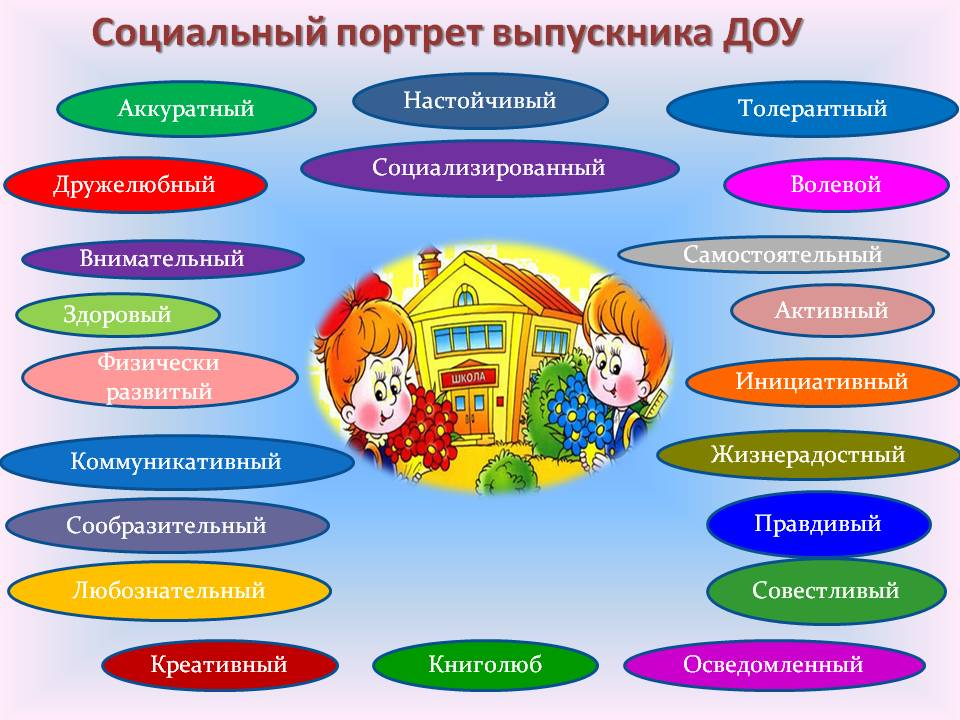 Социальный портрет выпускника ДОУ
Аккуратный
Настойчивый
Толерантный
Дружелюбный
Социализированный
Волевой
Внимательный
Самостоятельный
Здоровый
Активный
Физически
развитый
ШКОЛА
Инициативный
Коммуникативный
Жизнерадостный
Сообразительный
Правдивый
Любознательный
Совестливый
Креативный
Книголюб
Осведомленный